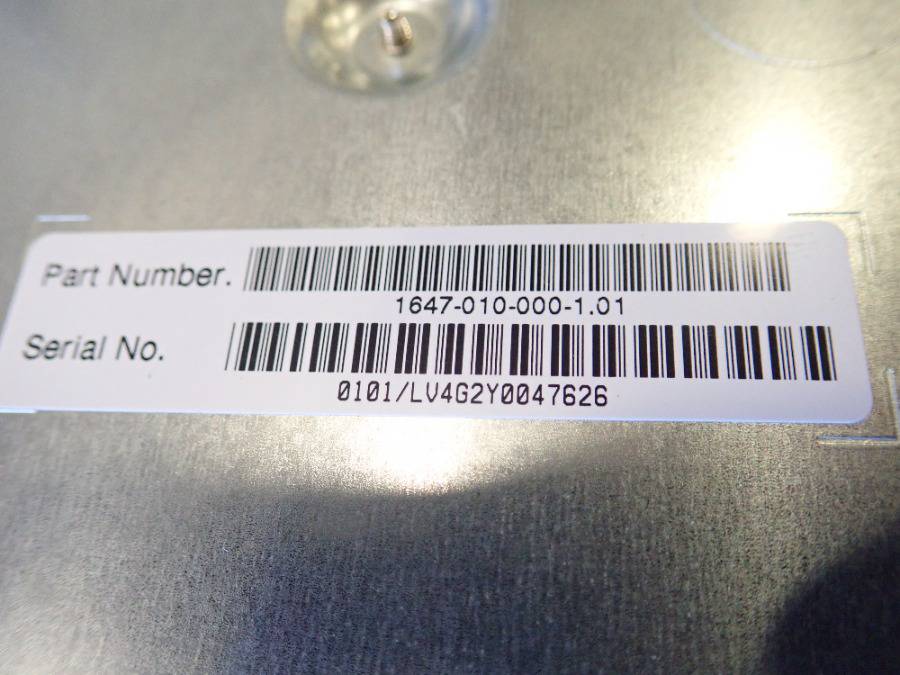 Part Number.
1647-010-000-1.01
Serial No.
0101/LV4G2Y0047626